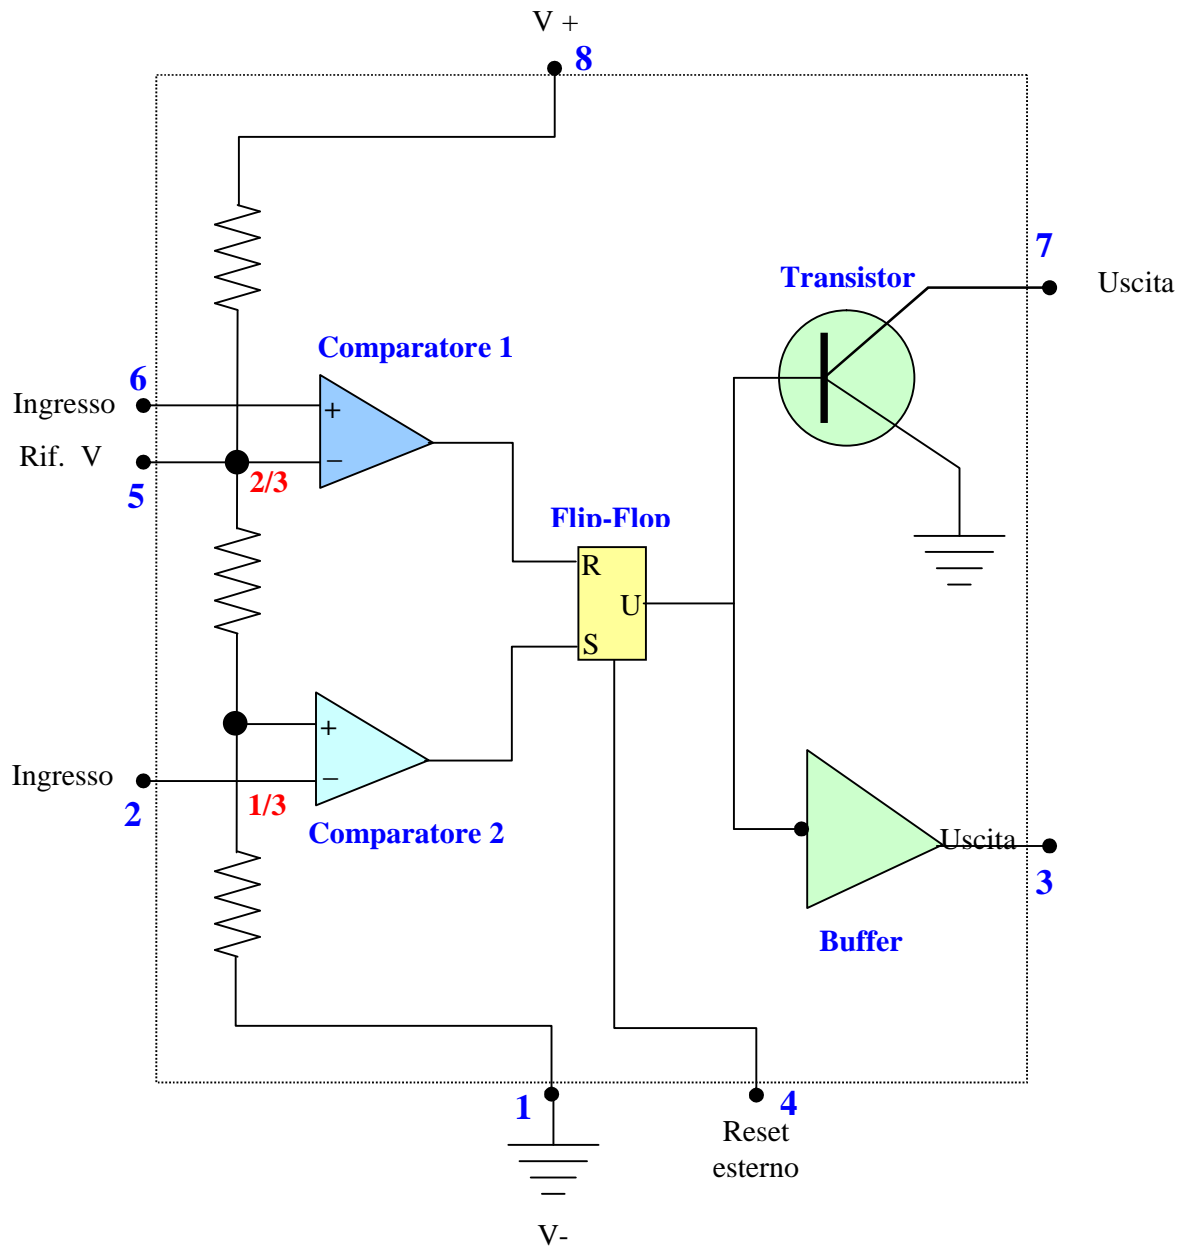 V +
8
7
Transistor
Uscita
Comparatore 1
6
Ingresso
+
Rif. V
−
5
2/3
Flip-Flop
R
U
S
+
Ingresso
−
2
1/3
Comparatore 2
Uscita
3
Buffer
1
4
Reset
esterno
V-